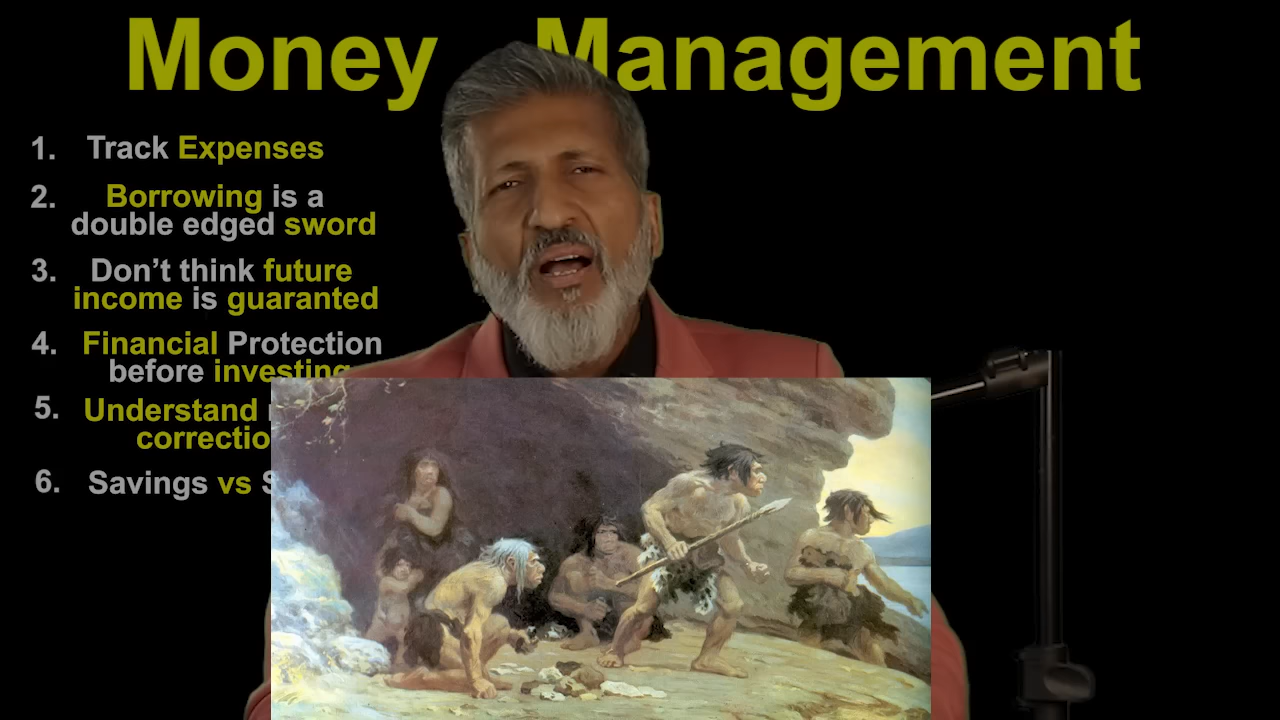 Money Management
1. Track Expenses
2. Borrowing is a
double edged sword
3. Don't think future
income is guaranted
4. Financial Protection
before investing
5. Understand
6. Savings vs